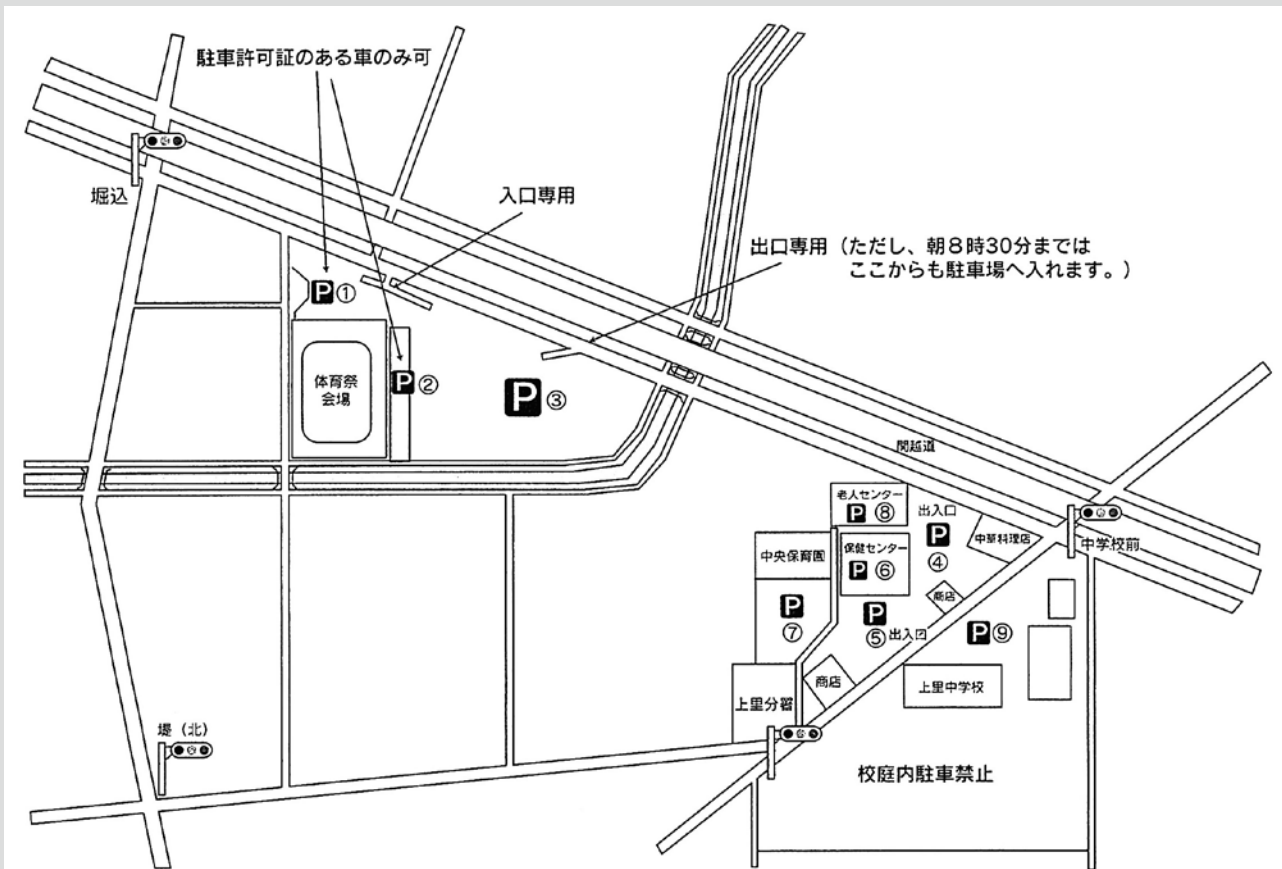 駐車許可証のある車のみ可
堀込
入口専用
出口専用（ただし、朝８時30分までは
ここからも駐車場へ入れます。）
P①
体育祭
会場
P②
P③
関越道
老人センター
P⑧
出入口
P
④
中華料理店
中学校前
中央保育園
保健センター
P⑥
商店
P
⑦
P
⑤出入口
P⑨
商店
上里中学校
上里分署
堤（北）
校庭内駐車禁止